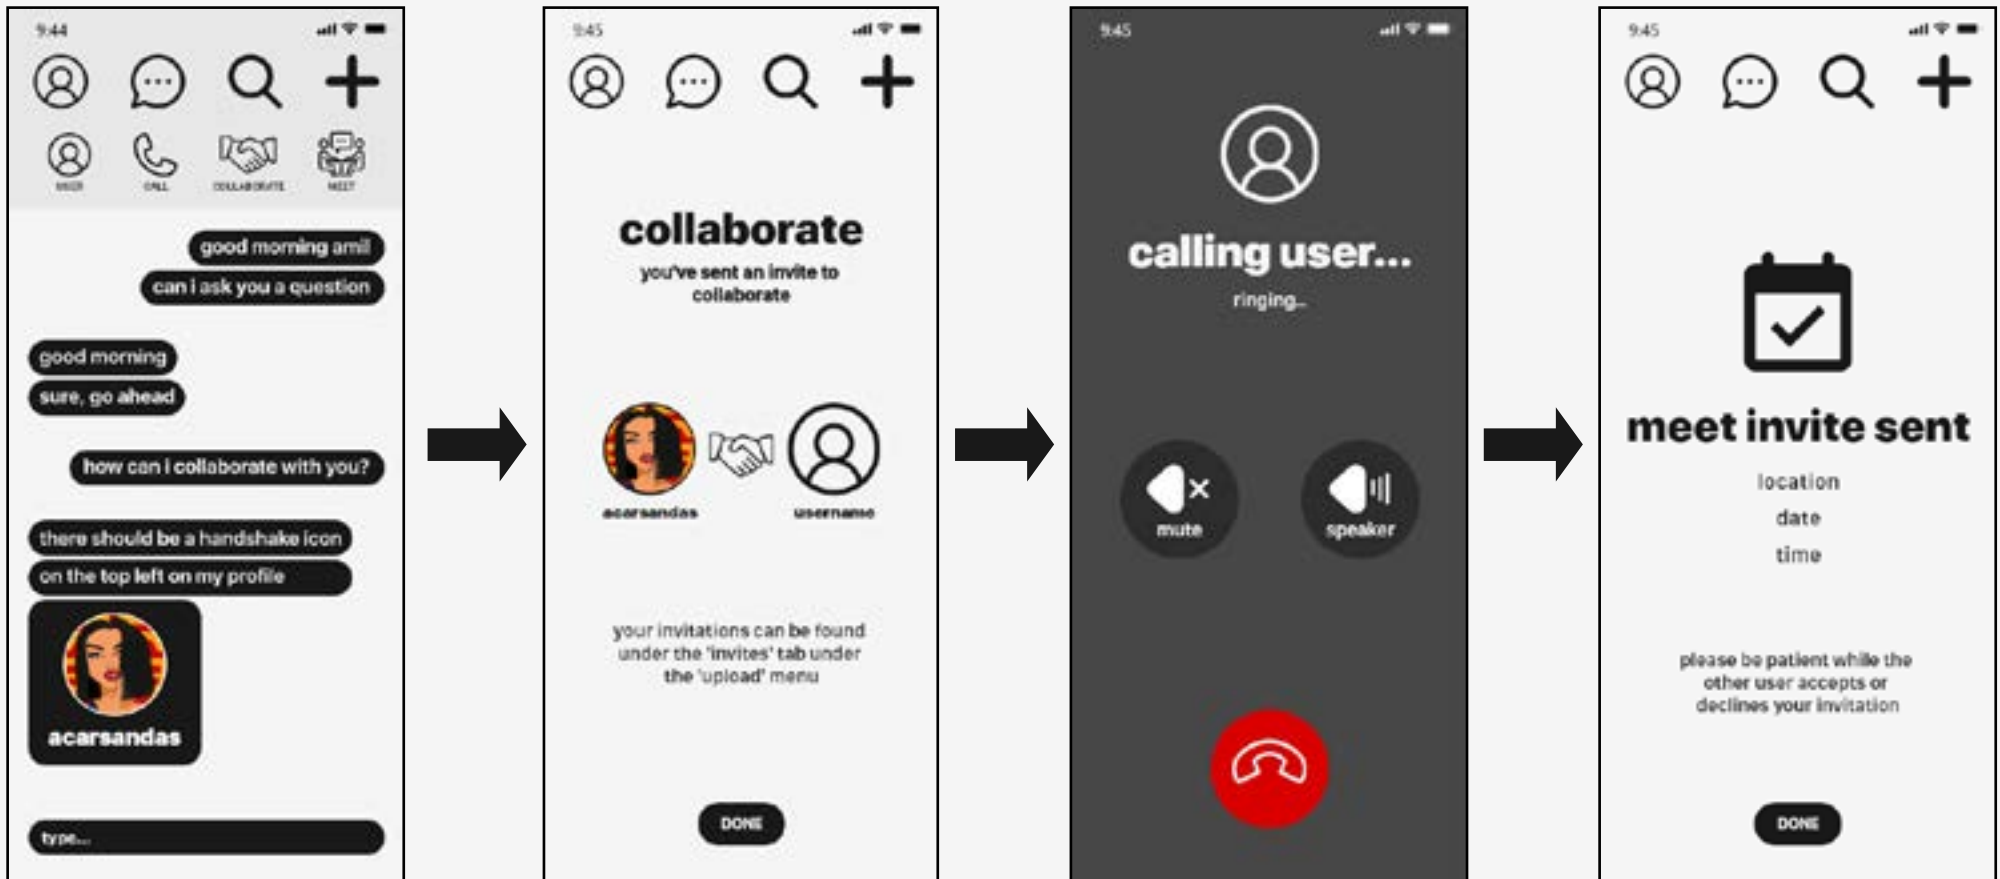 9:44
USER
CALL
COLLABORATE
MEET
good morning amil
can i ask you a question
good morning
sure, go ahead
how can i collaborate with you?
there should be a handshake icon
on the top left on my profile
acarsandas
type...
9:45
collaborate
you've sent an invite to
collaborate
acarsandas
username
your invitations can be found
under the 'invites' tab under
the 'upload' menu
DONE
9:45
calling user...
ringing...
mute
speaker
9:45
meet invite sent
location
date
time
please be patient while the
other user accepts or
declines your invitation
DONE